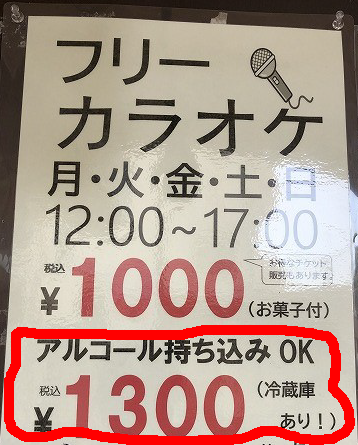 フリー
カラオケ
月・火・金・土・日
12:00~17:00
お得なチケット
販売もあります
税込
¥1000(お菓子付)
アルコール持ち込みOK
税込
¥1300(冷蔵庫
あり!)